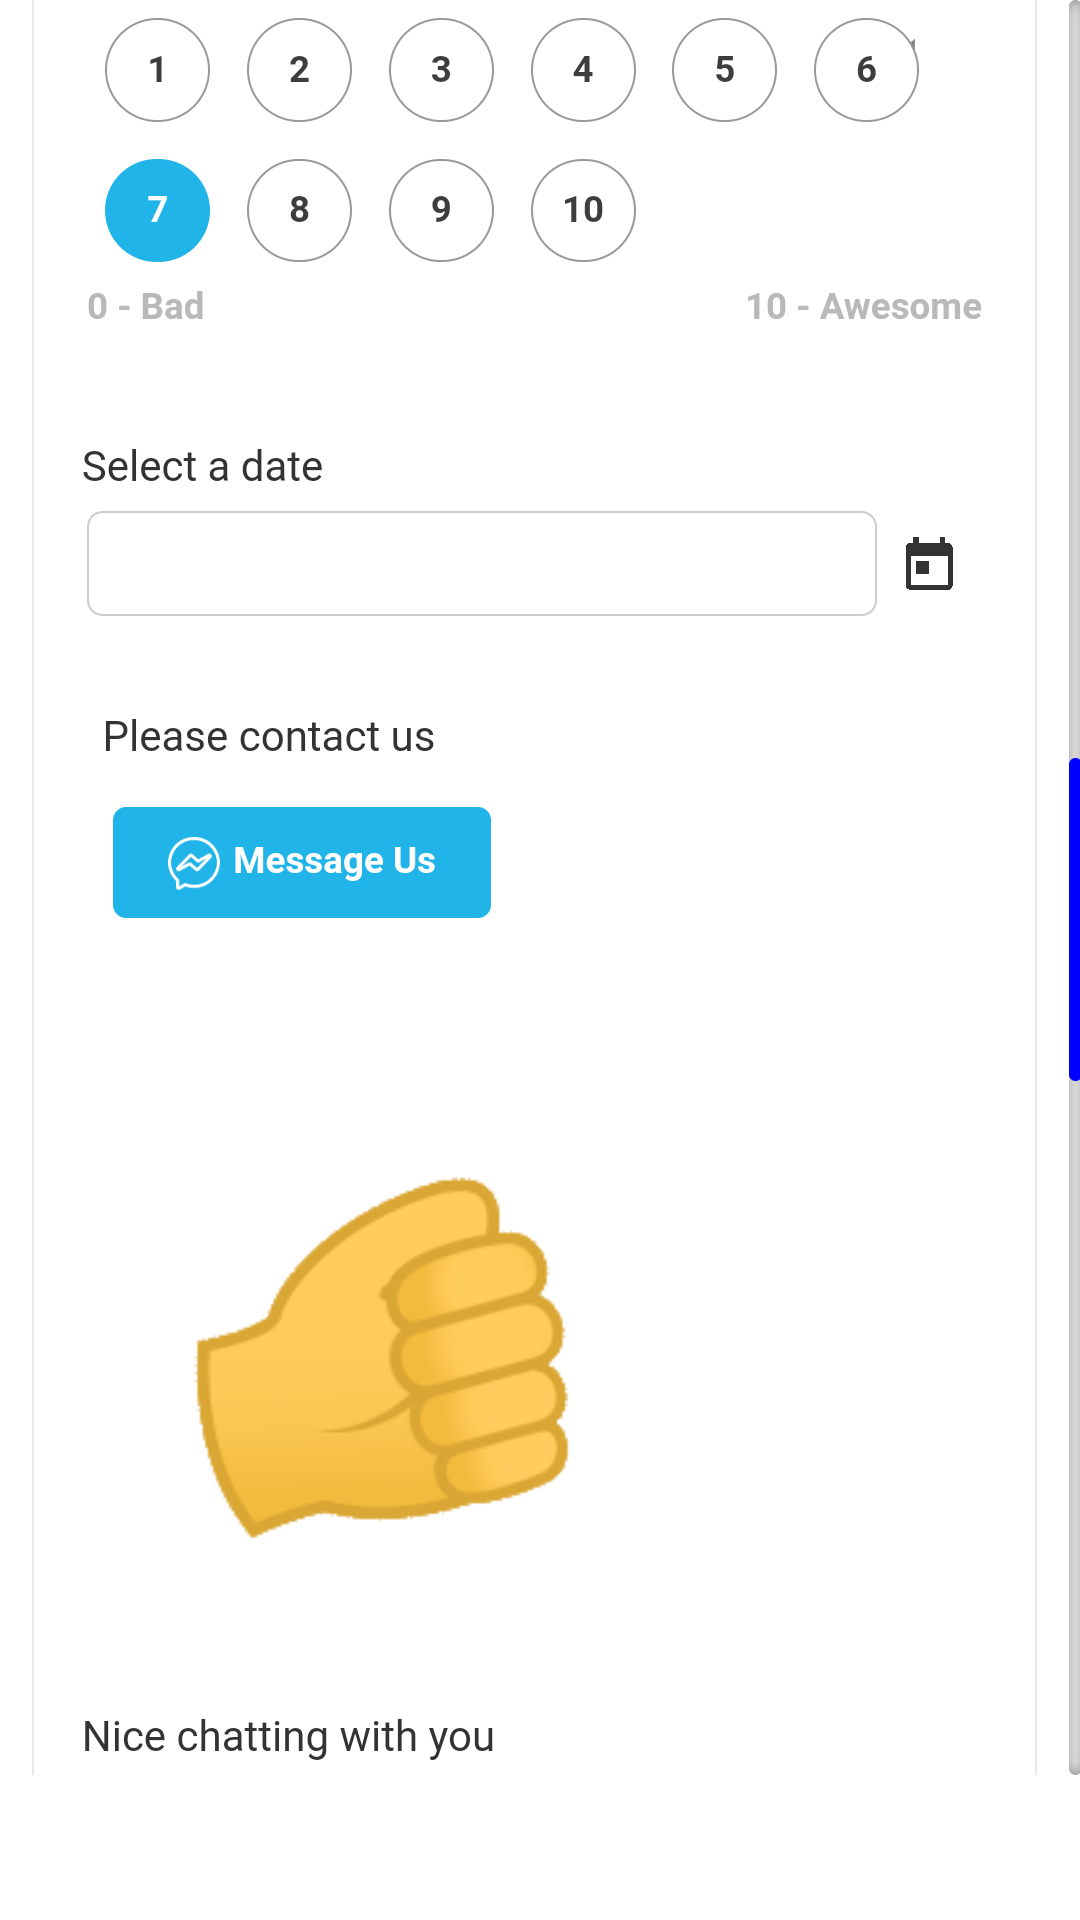 1 2 3 4 5 6
7 8 9 10
0 - Bad 10 - Awesome
Select a date
Please contact us
Message Us
Nice chatting with you